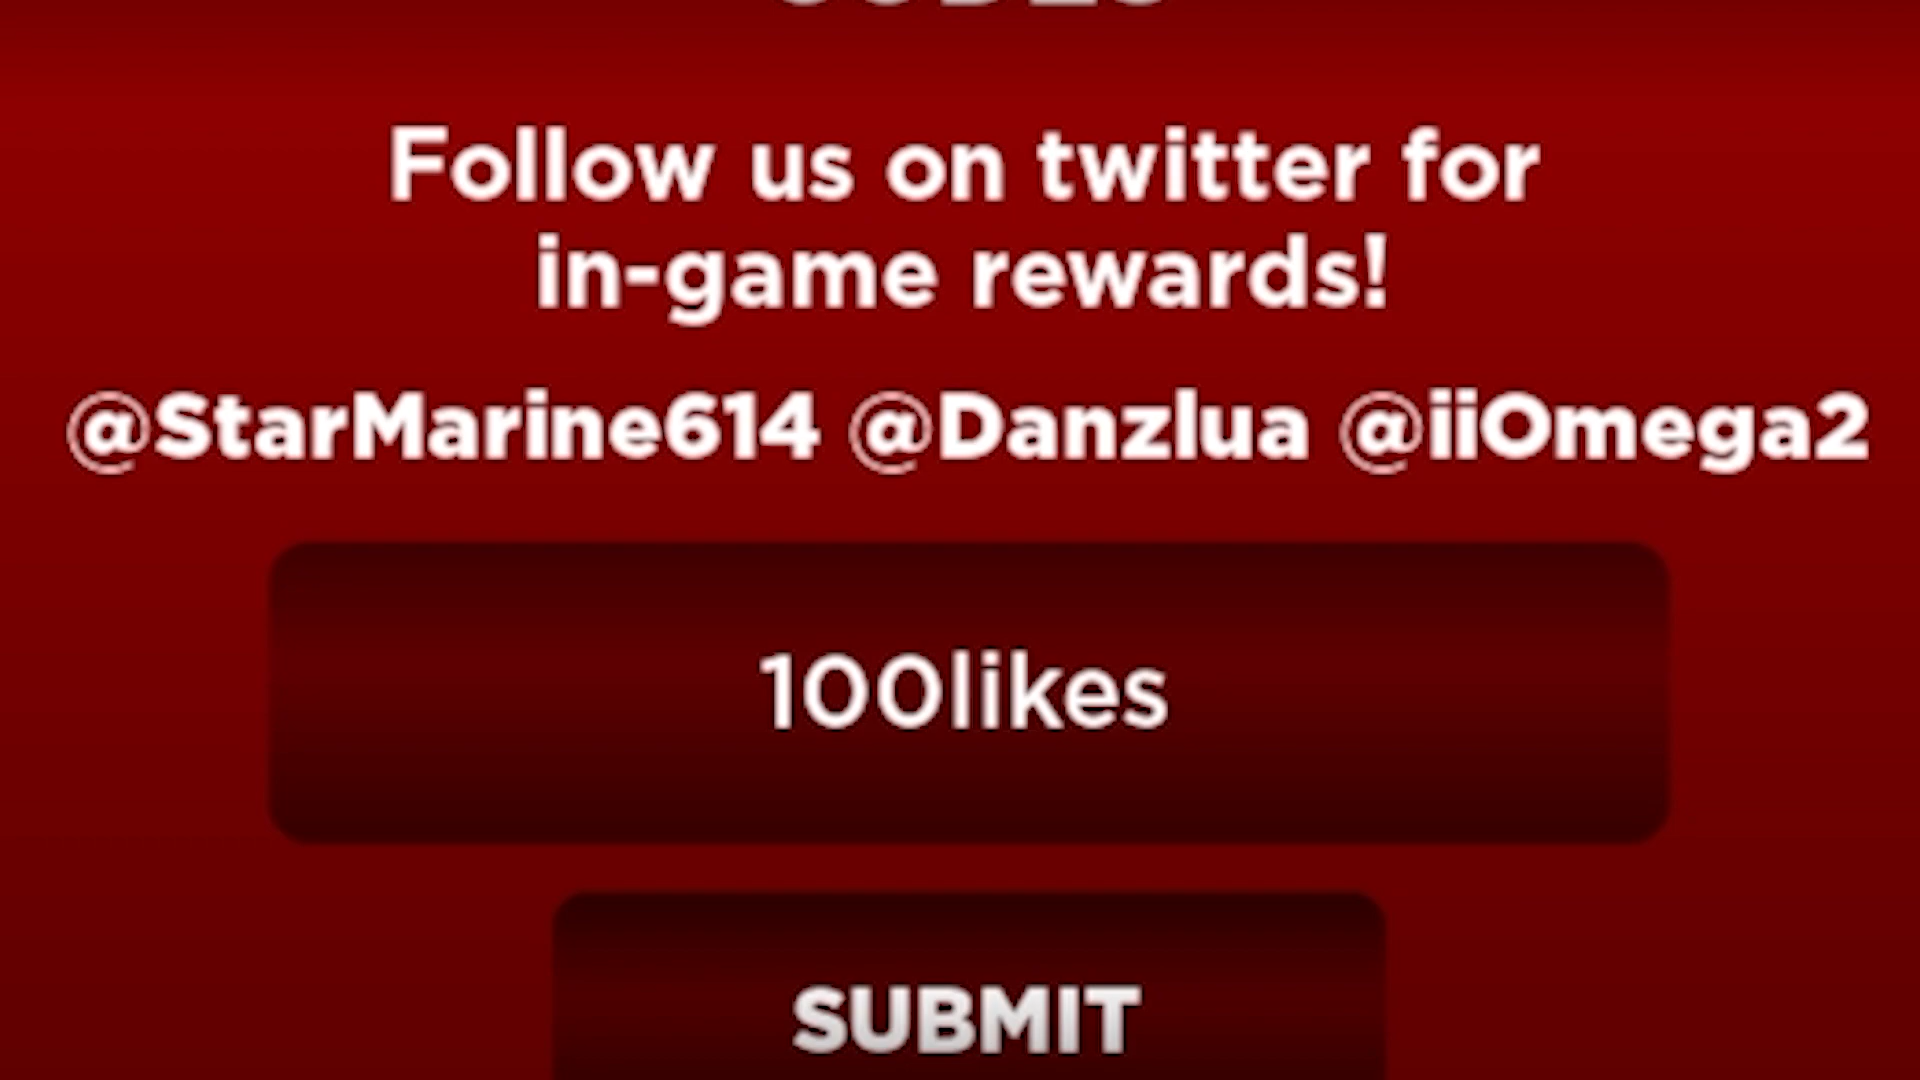 Follow us on twitter for
in-game rewards!
@StarMarine614 @Danzlua @iiOmega2
100likes
SUBMIT